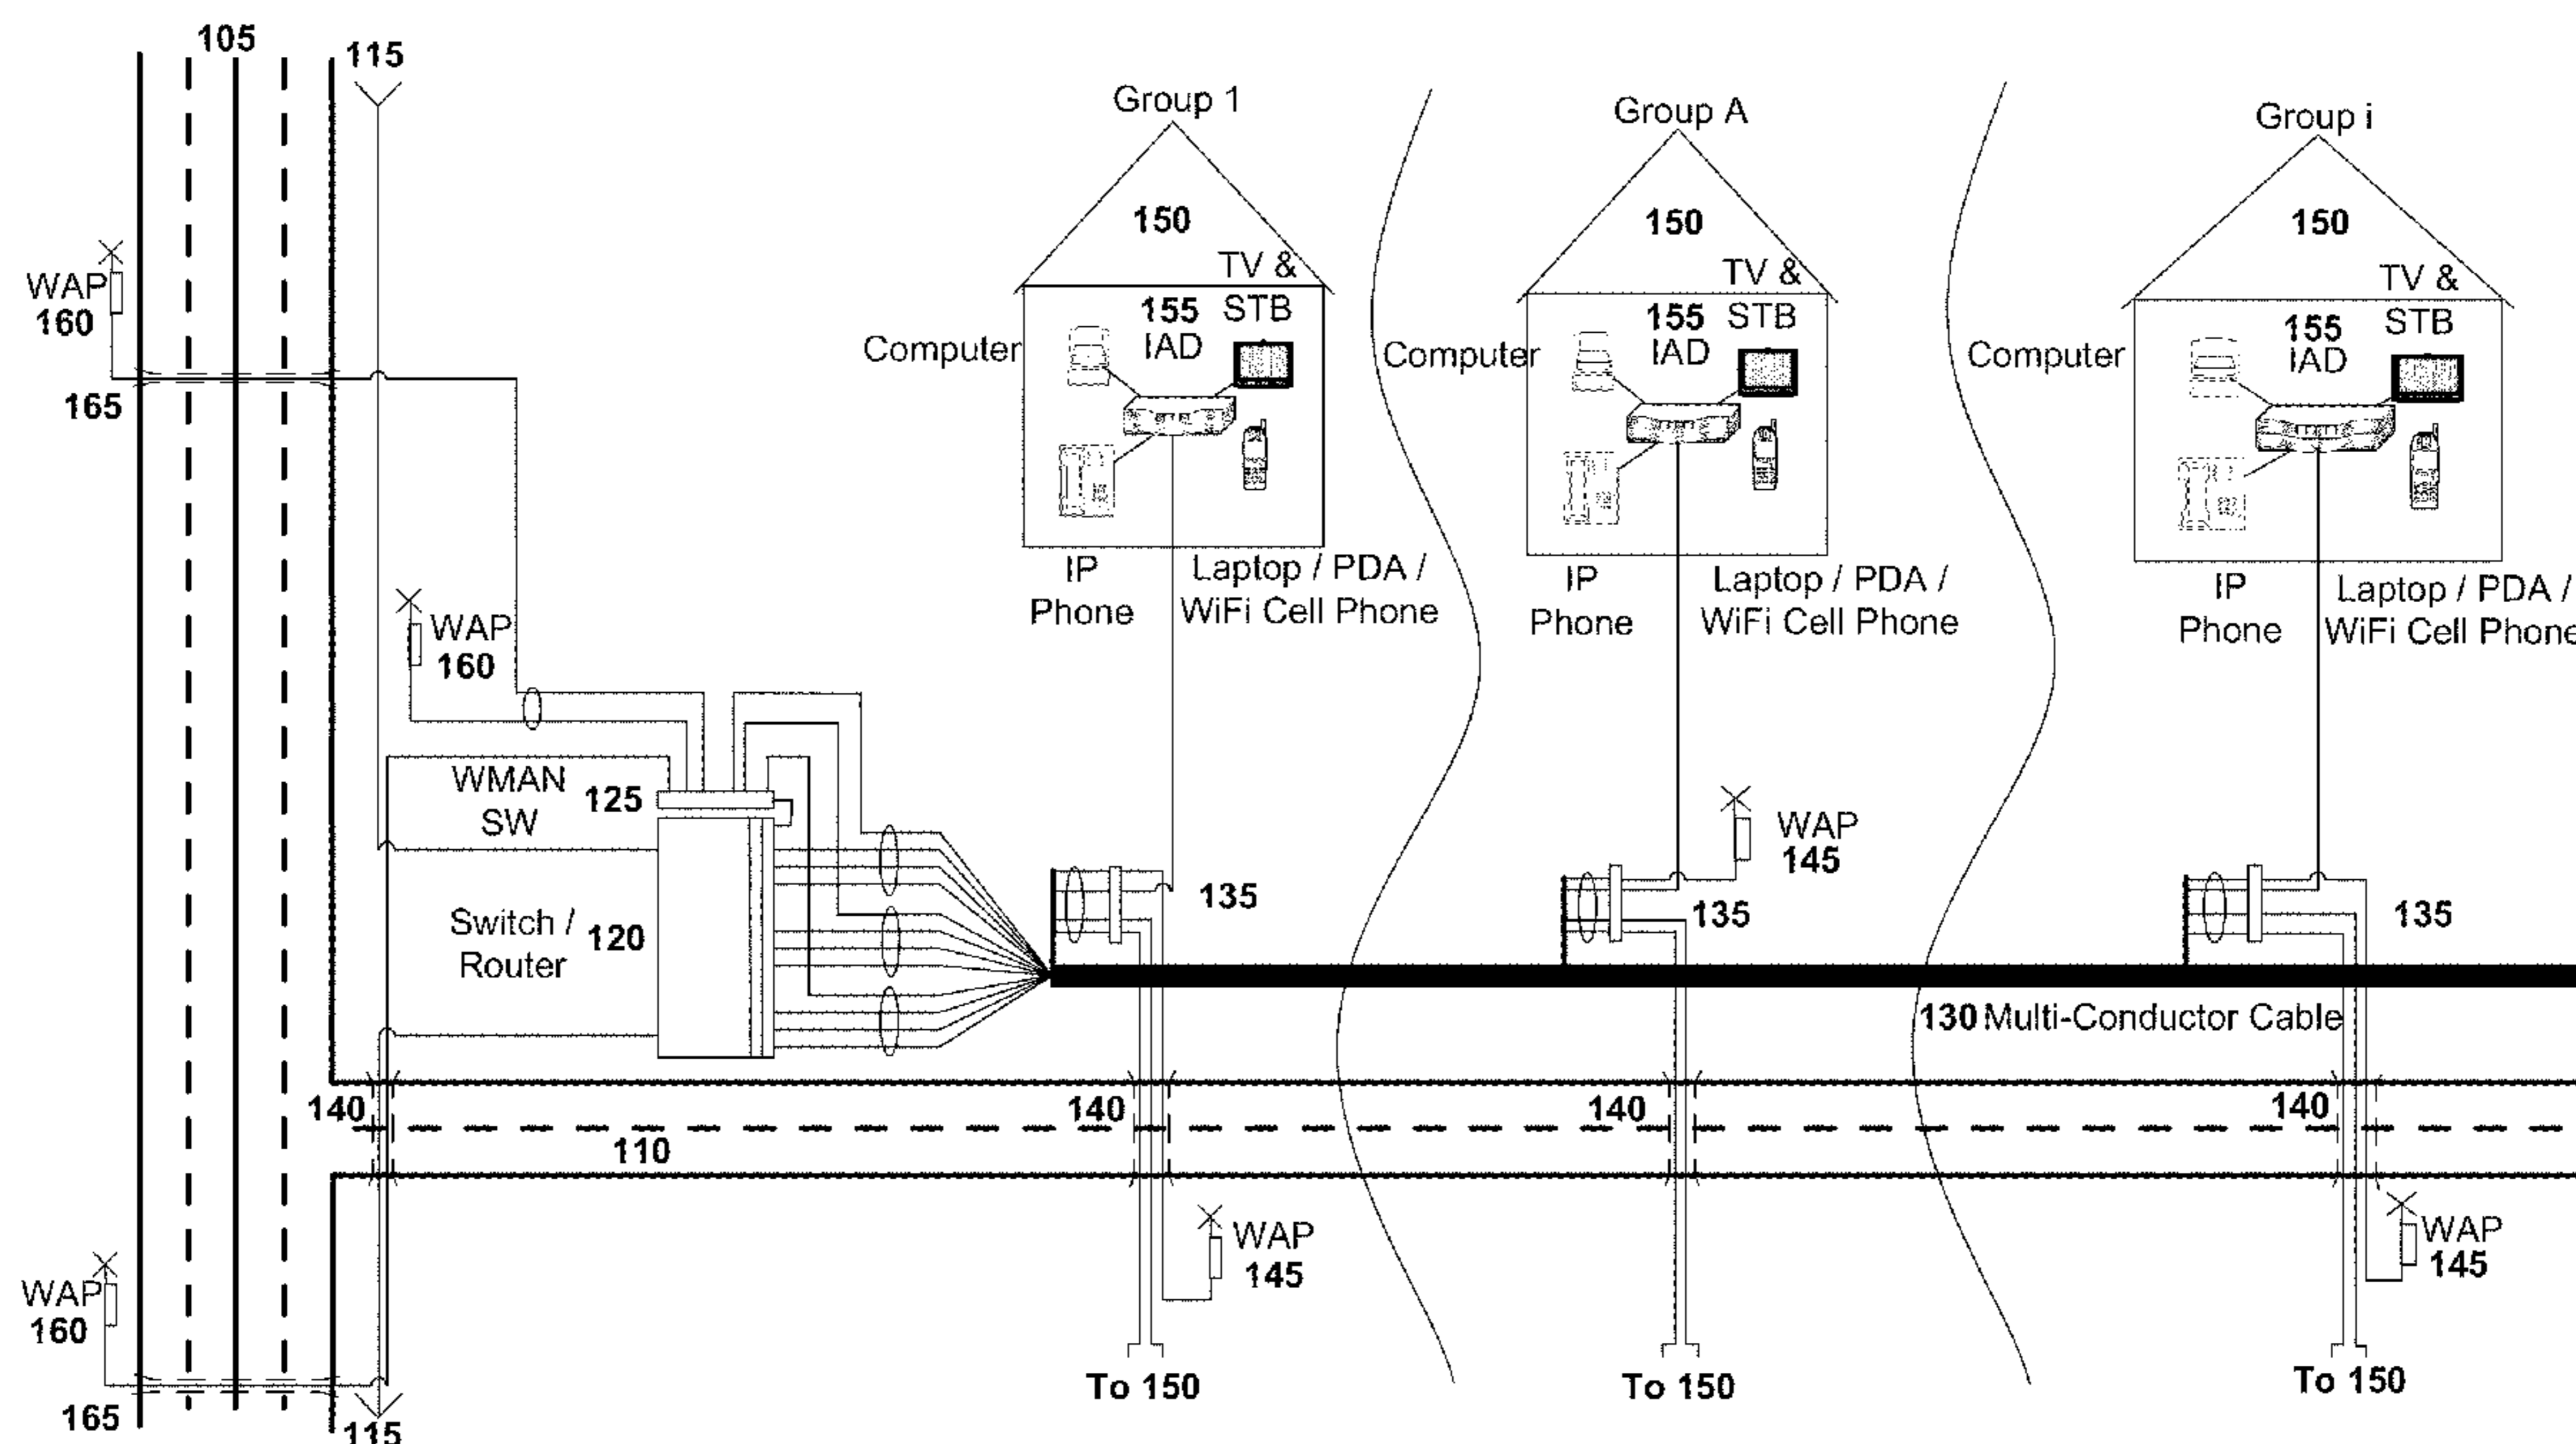 105
115
Group 1
Group A
Group i
150
150
150
TV &
STB
TV &
STB
TV &
STB
155
IAD
155
IAD
155
IAD
Computer
Computer
Computer
WAP
160
165
IP
Phone
Laptop / PDA /
WiFi Cell Phone
IP
Phone
Laptop / PDA /
WiFi Cell Phone
IP
Phone
Laptop / PDA /
WiFi Cell Phone
WAP
160
WMAN
SW
125
Switch /
Router
120
135
WAP
145
135
135
130 Multi-Conductor Cable
140
140
140
140
110
WAP
145
WAP
145
WAP
160
165
115
To 150
To 150
To 150